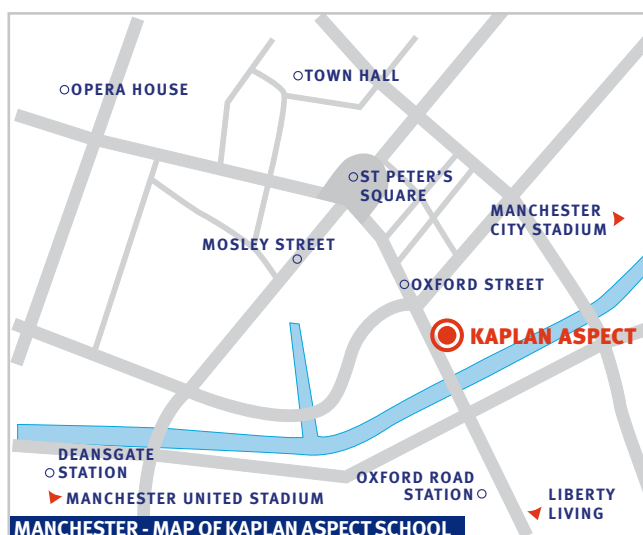 TOWN HALL
OPERA HOUSE
ST PETER'S
SQUARE
MANCHESTER
CITY STADIUM
MOSLEY STREET
OXFORD STREET
KAPLAN ASPECT
DEANSGATE
STATION
MANCHESTER UNITED STADIUM
OXFORD ROAD
STATION
LIBERTY
LIVING
MANCHESTER - MAP OF KAPLAN ASPECT SCHOOL